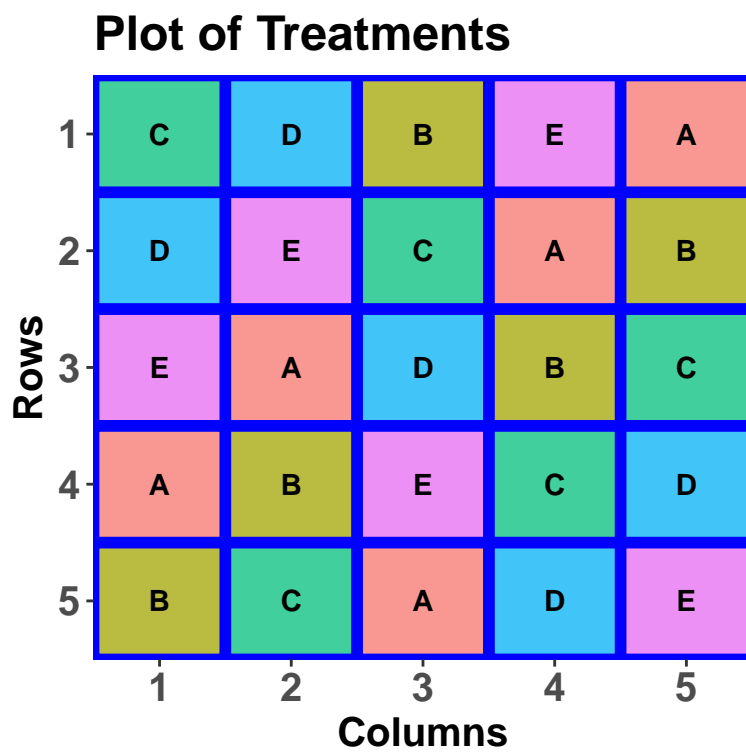 Plot of Treatments
1 C D B E A
2 D E C A B
3 E A D B C
4 A B E C D
5 B C A D E
Rows
1 2 3 4 5
Columns